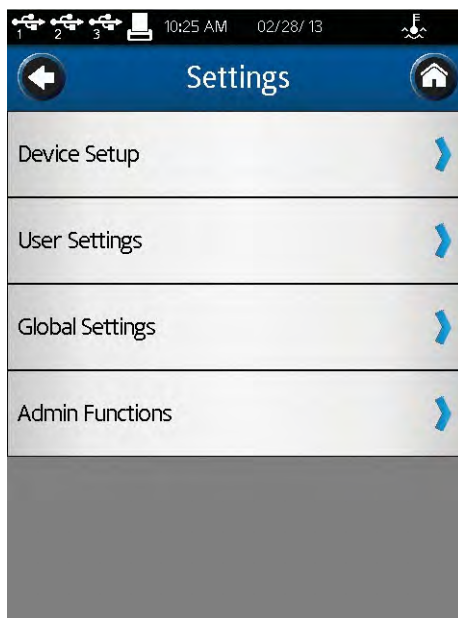 1 2 3 10:25 AM 02/28/ 13
Settings
Device Setup
User Settings
Global Settings
Admin Functions